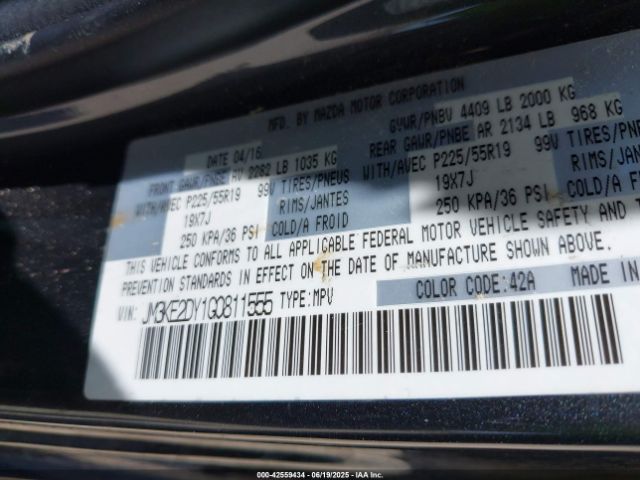 MFD. BY MAZDA MOTOR CORPORATION
DATE 04/16 GVWR/PNBV 4409 LB 2000 KG
FRONT GAWR/PNBE AV 2282 LB 1035 KG REAR GAWR/PNBE AR 2134 LB 968 KG
WITH/AVEC P225/55R19 99V TIRES/PNEUS WITH/AVEC P225/55R19 99V TIRES/PNE
19X7J RIMS/JANTES 19X7J RIMS/JAN
250 KPA/36 PSI COLD/A FROID 250 KPA/36 PSI COLD/A F
THIS VEHICLE CONFORMS TO ALL APPLICABLE FEDERAL MOTOR VEHICLE SAFETY AND
PREVENTION STANDARDS IN EFFECT ON THE DATE OF MANUFACTURE SHOWN ABOVE.
VIN: JM3KE2DY1G0811555 TYPE: MPV COLOR CODE: 42A MADE IN
(0-42559434 - 06/19/2025 - IAA Inc.)